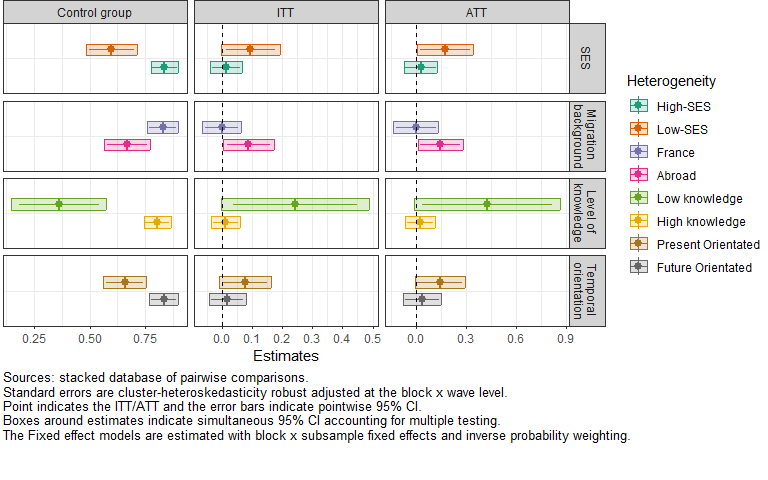 Control group
ITT
ATT
SES
Migration
background
Level of
knowledge
Temporal
orientation
0.25
0.50
0.75
0.0
0.1
0.2
0.3
0.4
0.5
0.0
0.3
0.6
0.9
Estimates
Heterogeneity
High-SES
Low-SES
France
Abroad
Low knowledge
High knowledge
Present Orientated
Future Orientated
Sources: stacked database of pairwise comparisons.
Standard errors are cluster-heteroskedasticity robust adjusted at the block x wave level.
Point indicates the ITT/ATT and the error bars indicate pointwise 95% CI.
Boxes around estimates indicate simultaneous 95% CI accounting for multiple testing.
The Fixed effect models are estimated with block x subsample fixed effects and inverse probability weighting.